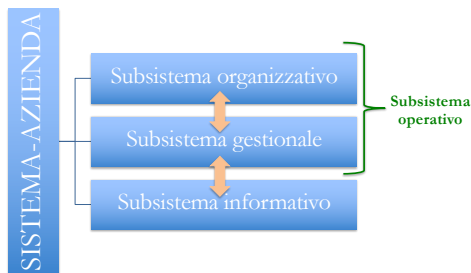 SISTEMA-AZIENDA
Subsistema organizzativo
Subsistema gestionale
Subsistema informativo
Subsistema
operativo